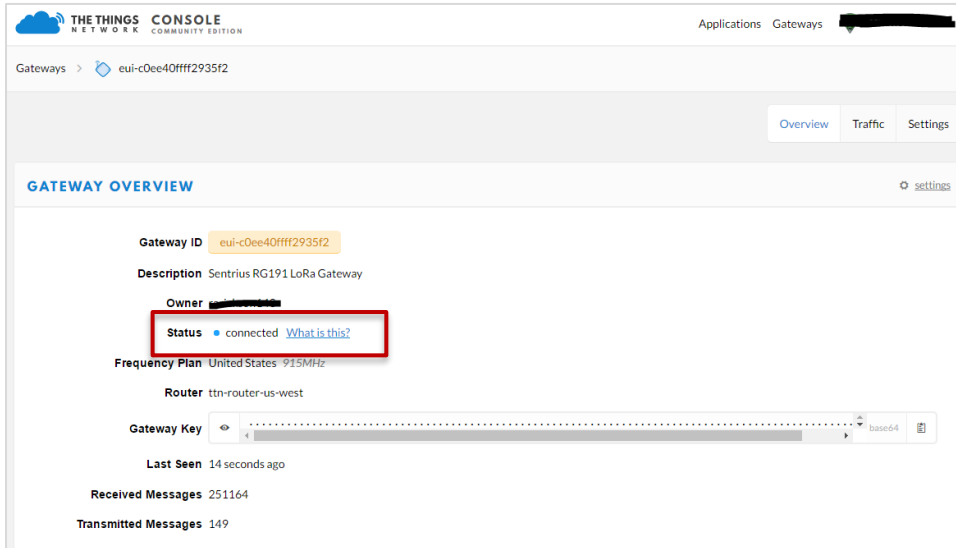 THE THINGS CONSOLE
NETWORK COMMUNITY EDITION
Applications Gateways
Gateways > eui-c0ee40ffff2935f2
Overview Traffic Settings
GATEWAY OVERVIEW
settings
Gateway ID eui-c0ee40ffff2935f2
Description Sentrius RG191 LoRa Gateway
Owner
Status connected What is this?
Frequency Plan United States 915MHz
Router ttn-router-us-west
Gateway Key base64
Last Seen 14 seconds ago
Received Messages 251164
Transmitted Messages 149